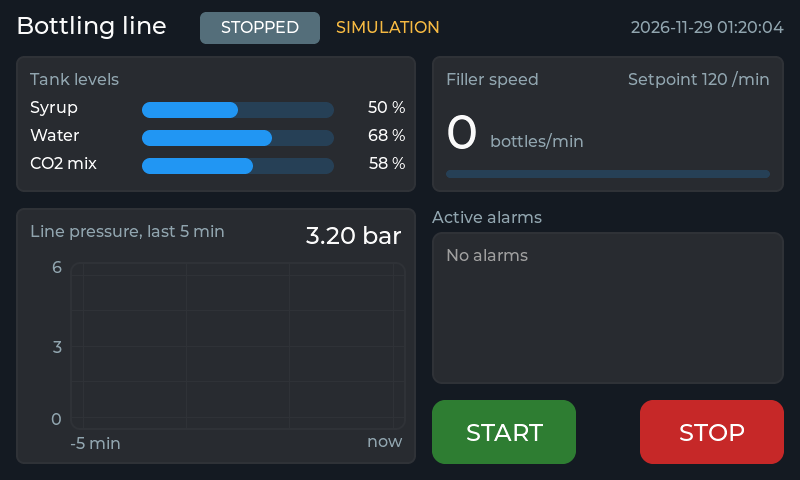 Bottling line
STOPPED
SIMULATION
2026-11-29 01:20:04
Tank levels
Syrup 50 %
Water 68 %
CO2 mix 58 %
Filler speed
Setpoint 120 /min
0 bottles/min
Line pressure, last 5 min
3.20 bar
6
3
0
-5 min
now
Active alarms
No alarms
START
STOP